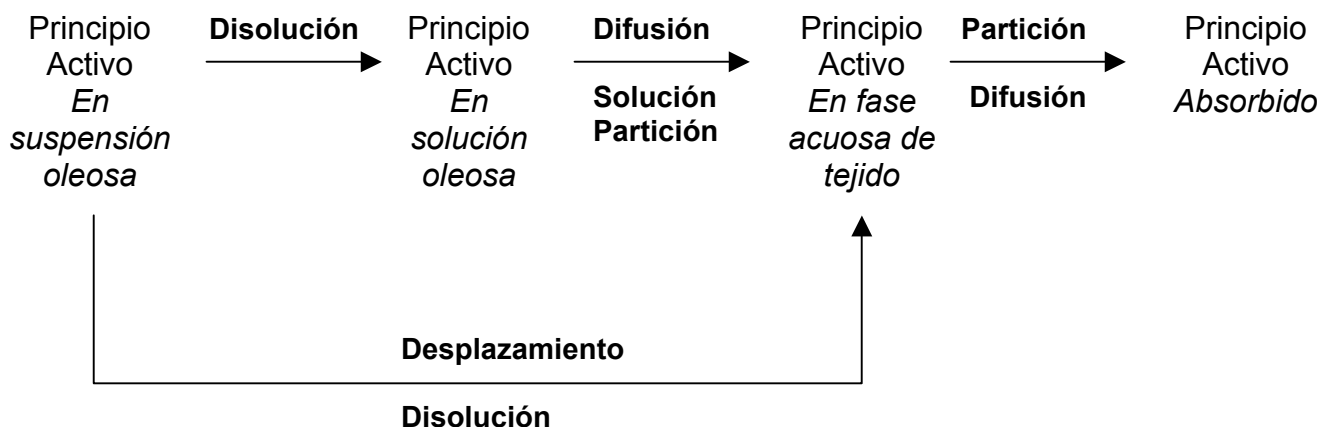 Principio
Activo
En
suspensión
oleosa
Disolución
Principio
Activo
En
solución
oleosa
Difusión
Solución
Partición
Principio
Activo
En fase
acuosa de
tejido
Partición
Difusión
Principio
Activo
Absorbido
Desplazamiento
Disolución